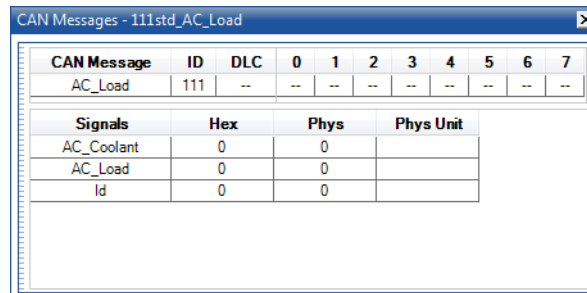 CAN Messages - 111std_AC_Load
CAN Message ID DLC 0 1 2 3 4 5 6 7
AC_Load 111 -- -- -- -- -- -- -- -- --
Signals Hex Phys Phys Unit
AC_Coolant 0 0
AC_Load 0 0
Id 0 0